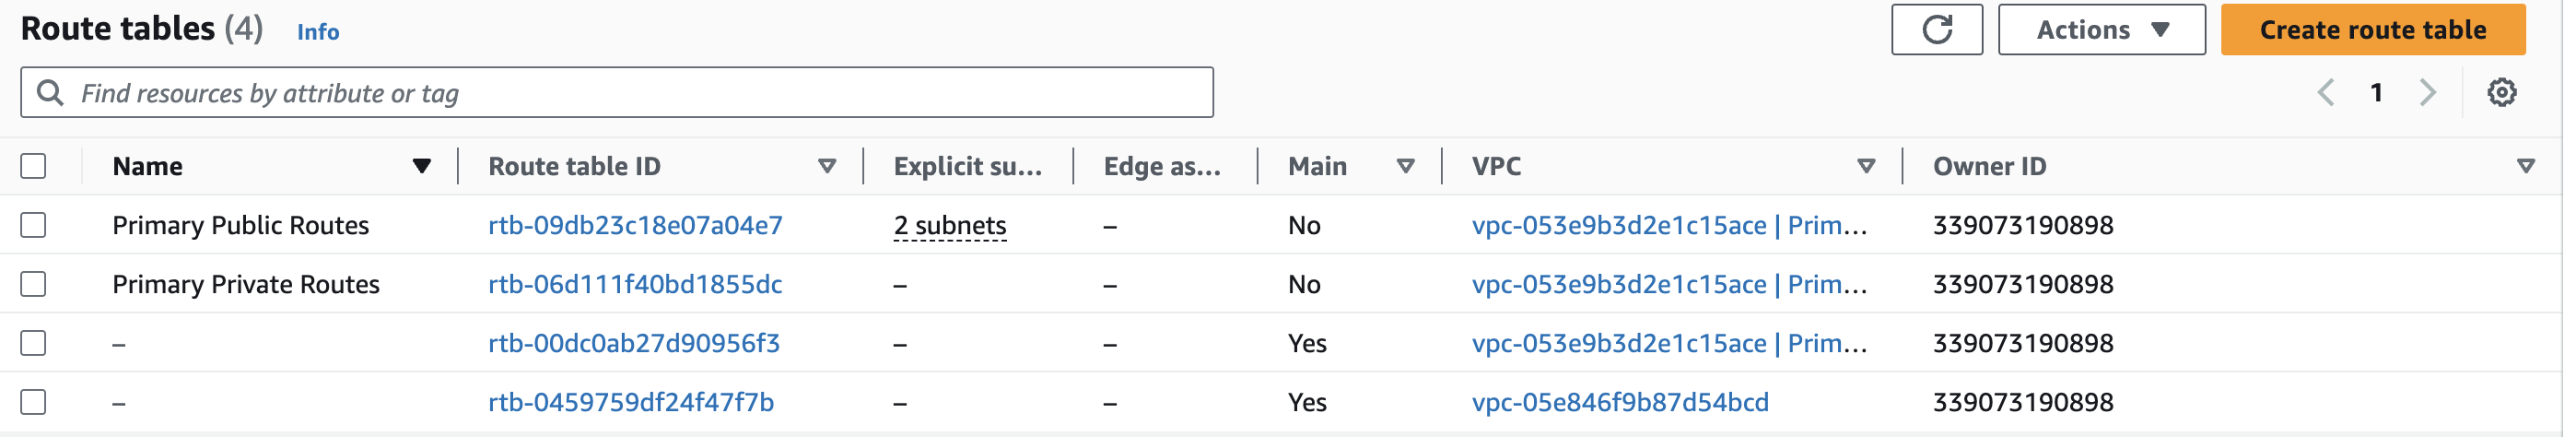 Route tables (4) Info
Actions Create route table
Find resources by attribute or tag
1
Name Route table ID Explicit su... Edge as... Main VPC Owner ID
Primary Public Routes rtb-09db23c18e07a04e7 2 subnets – No vpc-053e9b3d2e1c15ace | Prim... 339073190898
Primary Private Routes rtb-06d111f40bd1855dc – – No vpc-053e9b3d2e1c15ace | Prim... 339073190898
– rtb-00dc0ab27d90956f3 – – Yes vpc-053e9b3d2e1c15ace | Prim... 339073190898
– rtb-0459759df24f47f7b – – Yes vpc-05e846f9b87d54bcd 339073190898